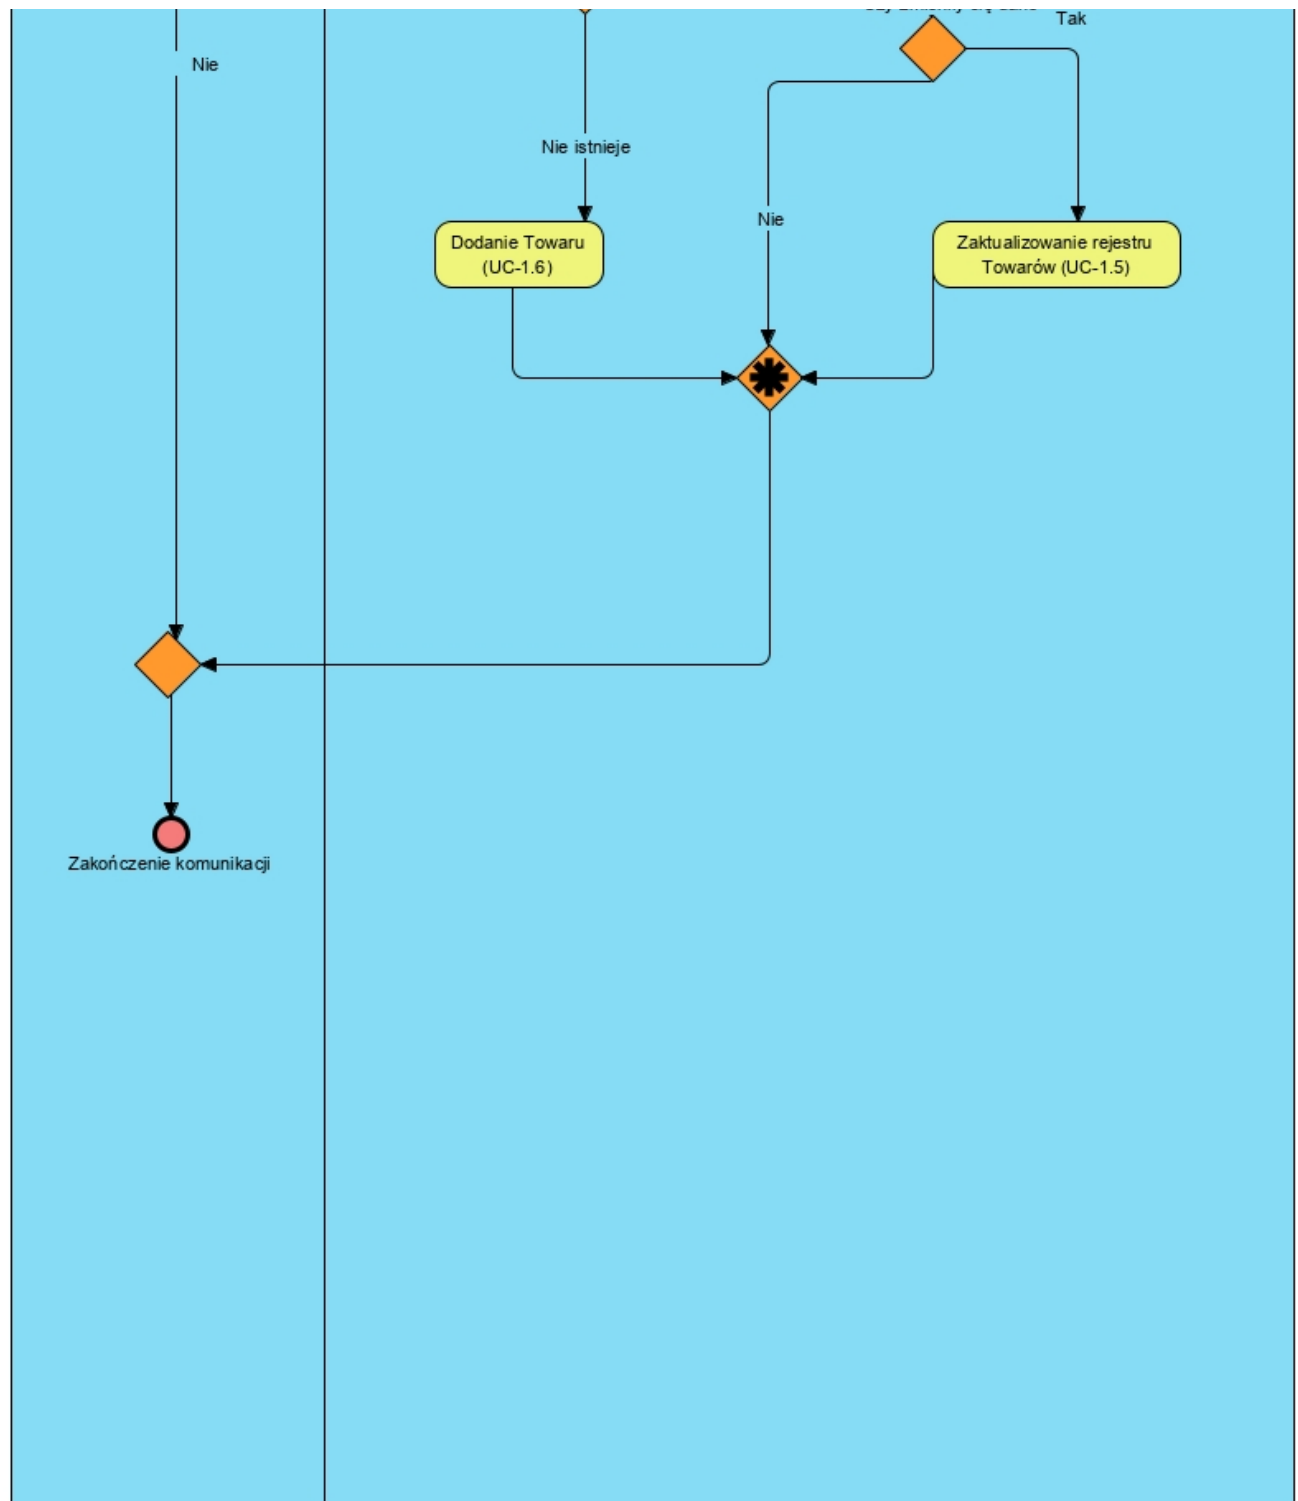 Tak
Nie
Nie istnieje
Nie
Dodanie Towaru
(UC-1.6)
Zaktualizowanie rejestru
Towarów (UC-1.5)
Zakończenie komunikacji